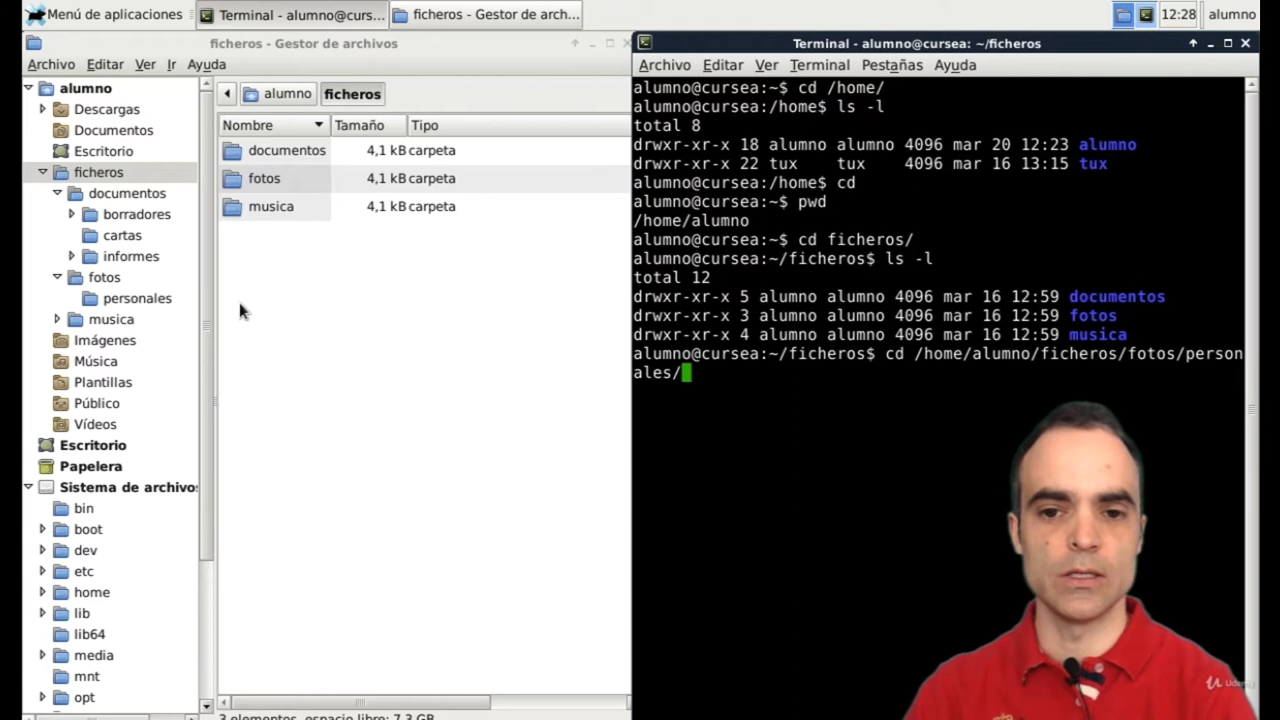 Menú de aplicaciones
Terminal - alumno@curs...
ficheros - Gestor de arch...
12:28
alumno
ficheros - Gestor de archivos
Archivo Editar Ver Ir Ayuda
alumno
ficheros
Nombre Tamaño Tipo
documentos 4,1 kB carpeta
fotos 4,1 kB carpeta
musica 4,1 kB carpeta
alumno
Descargas
Documentos
Escritorio
ficheros
documentos
borradores
cartas
informes
fotos
personales
musica
Imágenes
Música
Plantillas
Público
Vídeos
Escritorio
Papelera
Sistema de archivos
bin
boot
dev
etc
home
lib
lib64
media
mnt
opt
3 elementos, espacio libre: 7,3 GB
Terminal - alumno@cursea: ~/ficheros
Archivo Editar Ver Terminal Pestañas Ayuda
alumno@cursea:~$ cd /home/
alumno@cursea:/home$ ls -l
total 8
drwxr-xr-x 18 alumno alumno 4096 mar 20 12:23 alumno
drwxr-xr-x 22 tux    tux    4096 mar 16 13:15 tux
alumno@cursea:/home$ cd
alumno@cursea:~$ pwd
/home/alumno
alumno@cursea:~$ cd ficheros/
alumno@cursea:~/ficheros$ ls -l
total 12
drwxr-xr-x 5 alumno alumno 4096 mar 16 12:59 documentos
drwxr-xr-x 3 alumno alumno 4096 mar 16 12:59 fotos
drwxr-xr-x 4 alumno alumno 4096 mar 16 12:59 musica
alumno@cursea:~/ficheros$ cd /home/alumno/ficheros/fotos/person
ales/
Udemy